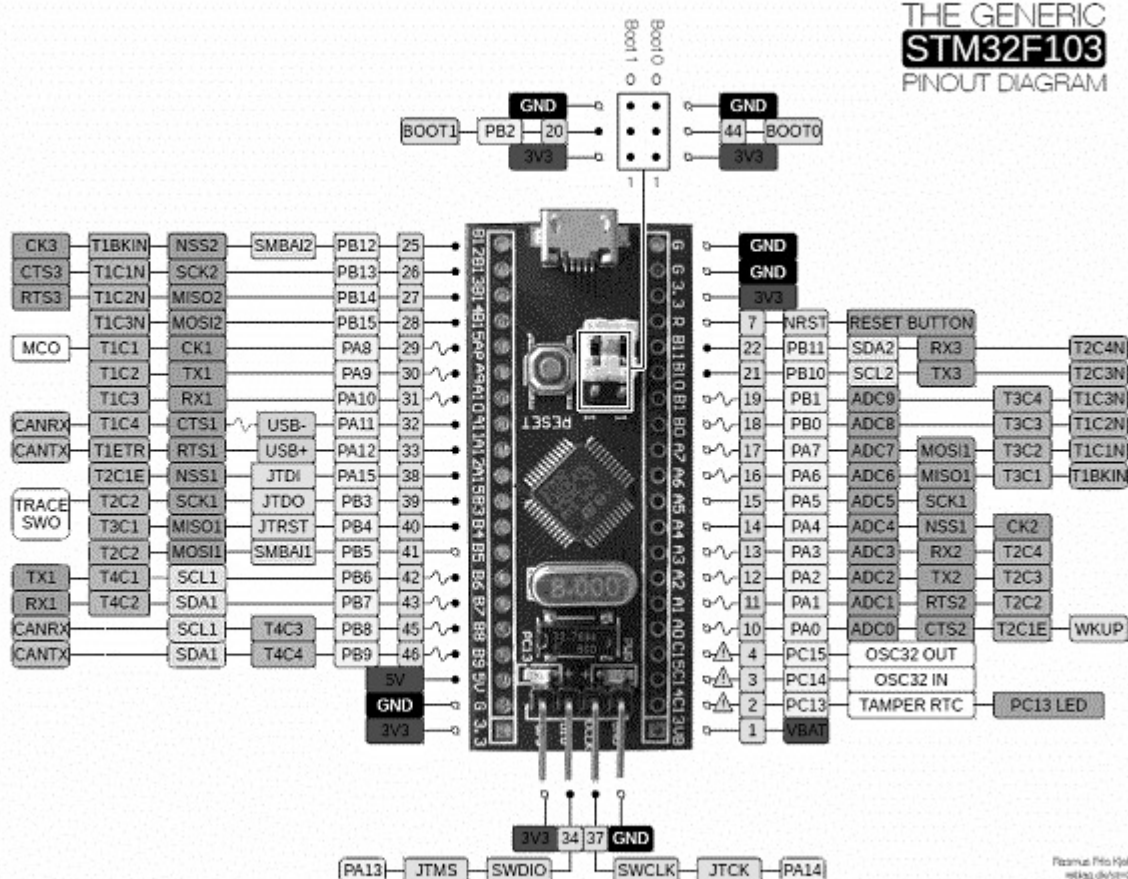 THE GENERIC
STM32F103
PINOUT DIAGRAM
Boot1 Boot0
GND GND
BOOT1 PB2 20 44 BOOT0
3V3 3V3
1 1
CK3 T1BKIN NSS2 SMBAI2 PB12 25 GND
CTS3 T1C1N SCK2 PB13 26 GND
RTS3 T1C2N MISO2 PB14 27 3V3
T1C3N MOSI2 PB15 28 7 NRST RESET BUTTON
MCO T1C1 CK1 PA8 29 22 PB11 SDA2 RX3 T2C4N
T1C2 TX1 PA9 30 21 PB10 SCL2 TX3 T2C3N
T1C3 RX1 PA10 31 19 PB1 ADC9 T3C4 T1C3N
CANRX T1C4 CTS1 USB- PA11 32 18 PB0 ADC8 T3C3 T1C2N
CANTX T1ETR RTS1 USB+ PA12 33 17 PA7 ADC7 MOSI1 T3C2 T1C1N
T2C1E NSS1 JTDI PA15 38 16 PA6 ADC6 MISO1 T3C1 T1BKIN
TRACE SWO T2C2 SCK1 JTDO PB3 39 15 PA5 ADC5 SCK1
T3C1 MISO1 JTRST PB4 40 14 PA4 ADC4 NSS1 CK2
T2C2 MOSI1 SMBAI1 PB5 41 13 PA3 ADC3 RX2 T2C4
TX1 T4C1 SCL1 PB6 42 12 PA2 ADC2 TX2 T2C3
RX1 T4C2 SDA1 PB7 43 11 PA1 ADC1 RTS2 T2C2
CANRX SCL1 T4C3 PB8 45 10 PA0 ADC0 CTS2 T2C1E WKUP
CANTX SDA1 T4C4 PB9 46 4 PC15 OSC32 OUT
5V 3 PC14 OSC32 IN
GND 2 PC13 TAMPER RTC PC13 LED
3V3 1 VBAT
RESET
8.000
PC13
3V3 34 37 GND
PA13 JTMS SWDIO SWCLK JTCK PA14